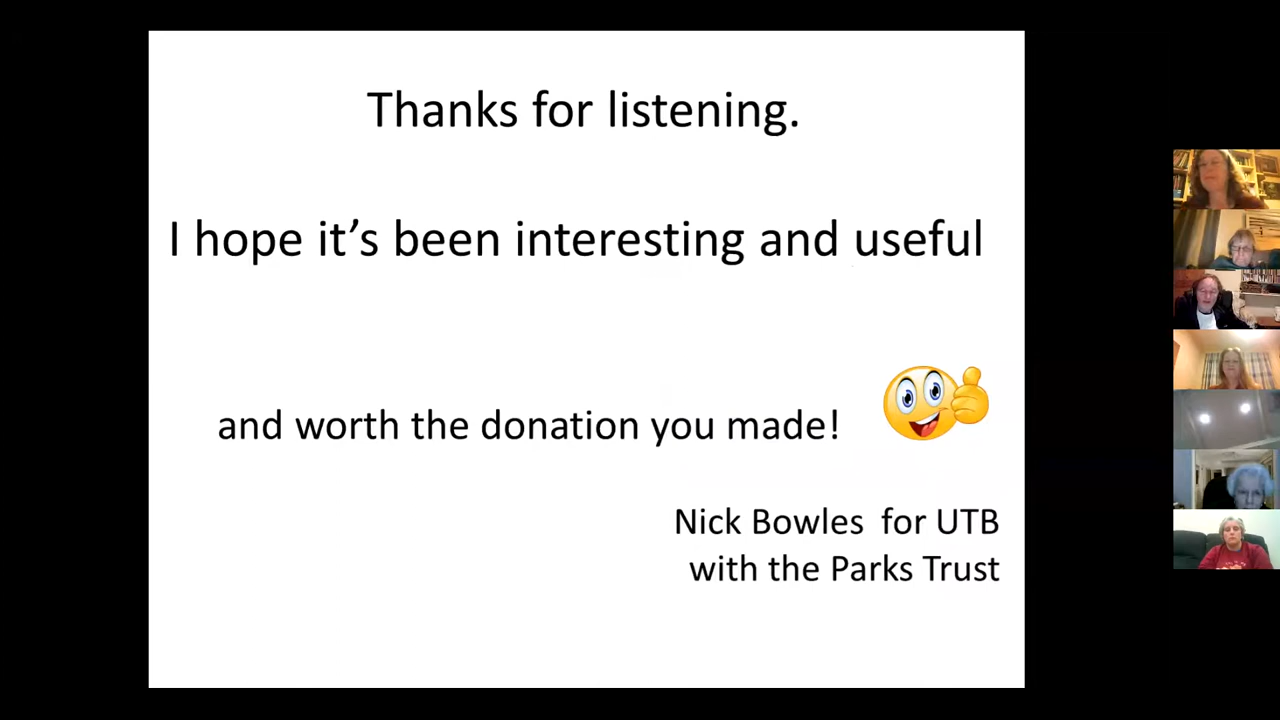 Thanks for listening.
I hope it’s been interesting and useful
and worth the donation you made!
Nick Bowles  for UTB
with the Parks Trust